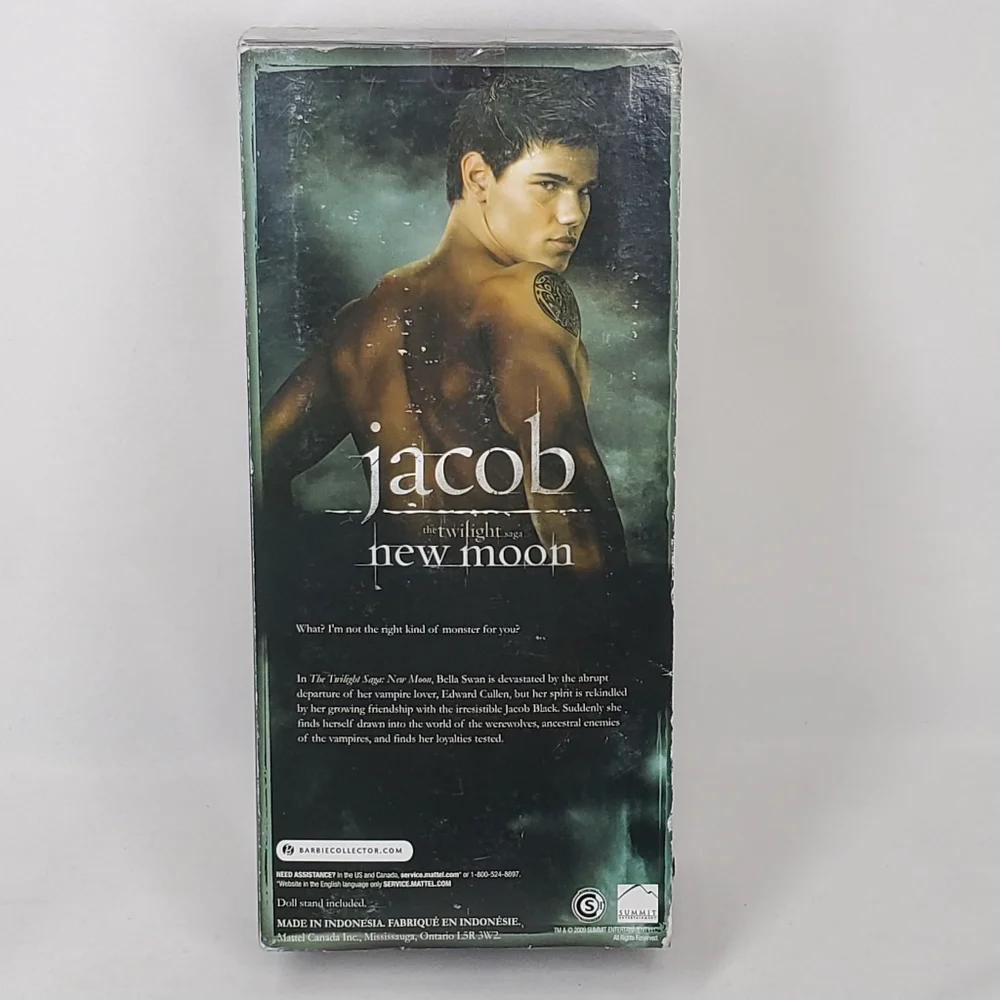 jacob
the twilight saga
new moon
What? I'm not the right kind of monster for you?
In The Twilight Saga: New Moon, Bella Swan is devastated by the abrupt
departure of her vampire lover, Edward Cullen, but her spirit is rekindled
by her growing friendship with the irresistible Jacob Black. Suddenly she
finds herself drawn into the world of the werewolves, ancestral enemies
of the vampires, and finds her loyalties tested.
BARBIECOLLECTOR.COM
NEED ASSISTANCE? In the US and Canada, service.mattel.com* or 1-800-524-8697.
*Website in the English language only SERVICE.MATTEL.COM
Doll stand included.
MADE IN INDONESIA. FABRIQUÉ EN INDONÉSIE.
Mattel Canada Inc., Mississauga, Ontario L5R 3W2.
S
SUMMIT
ENTERTAINMENT
TM & © 2009 SUMMIT ENTERTAINMENT, LLC.
All Rights Reserved.